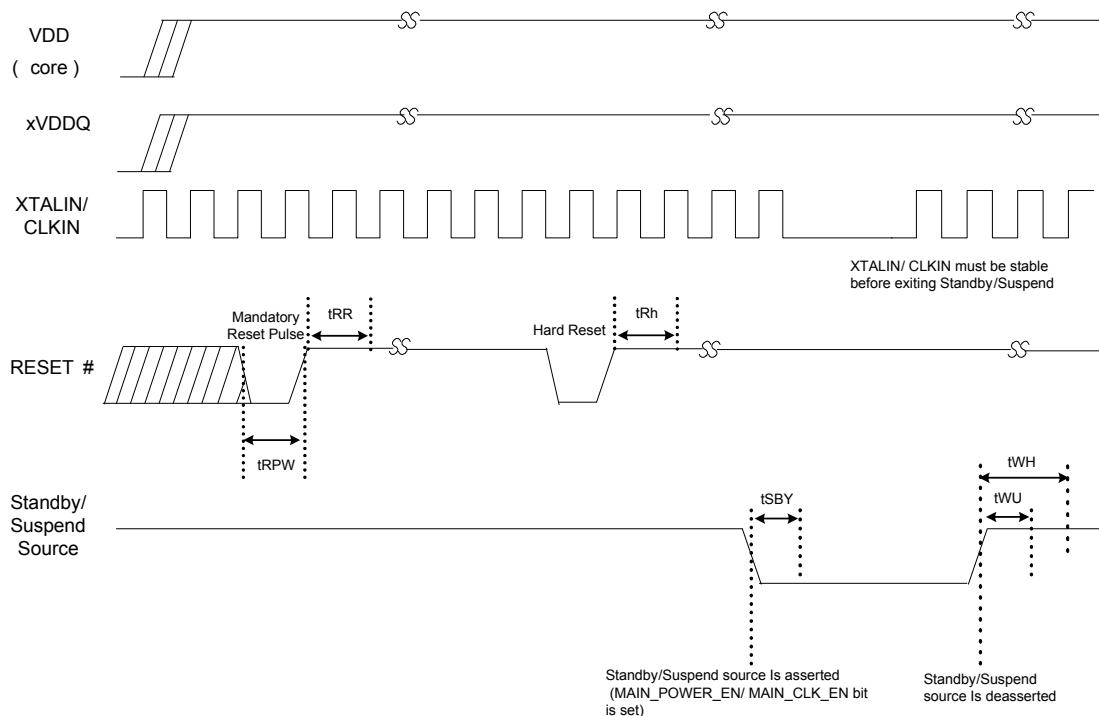 VDD
( core )
xVDDQ
XTALIN/
CLKIN
XTALIN/ CLKIN must be stable
before exiting Standby/Suspend
Mandatory
Reset Pulse
tRR
Hard Reset
tRh
RESET #
tRPW
tWH
Standby/
Suspend
Source
tSBY
tWU
Standby/Suspend source Is asserted
(MAIN_POWER_EN/ MAIN_CLK_EN bit
is set)
Standby/Suspend
source Is deasserted